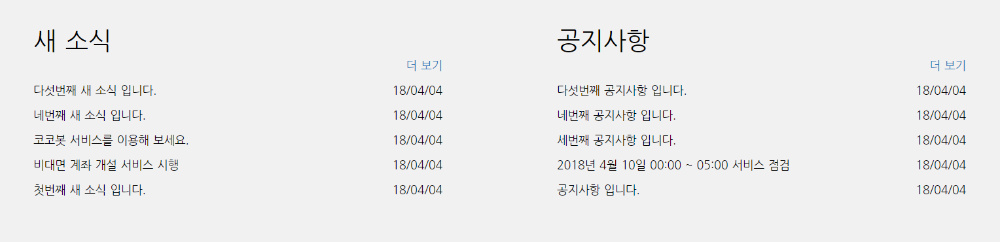 새 소식
더 보기
다섯번째 새 소식 입니다. 18/04/04
네번째 새 소식 입니다. 18/04/04
코코봇 서비스를 이용해 보세요. 18/04/04
비대면 계좌 개설 서비스 시행 18/04/04
첫번째 새 소식 입니다. 18/04/04
공지사항
더 보기
다섯번째 공지사항 입니다. 18/04/04
네번째 공지사항 입니다. 18/04/04
세번째 공지사항 입니다. 18/04/04
2018년 4월 10일 00:00 ~ 05:00 서비스 점검 18/04/04
공지사항 입니다. 18/04/04